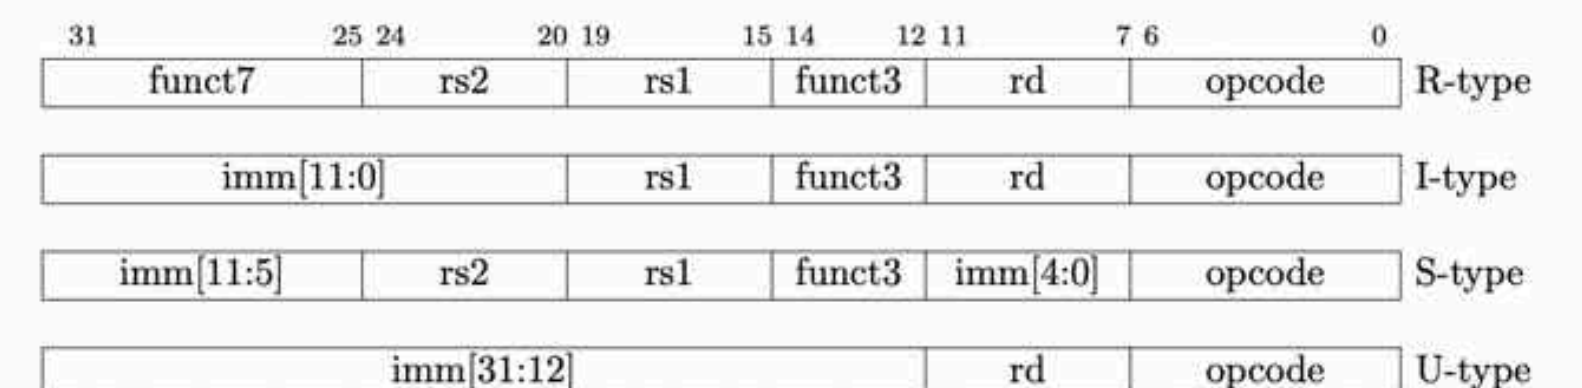 31 25 24 20 19 15 14 12 11 7 6 0
funct7 rs2 rs1 funct3 rd opcode R-type
imm[11:0] rs1 funct3 rd opcode I-type
imm[11:5] rs2 rs1 funct3 imm[4:0] opcode S-type
imm[31:12] rd opcode U-type